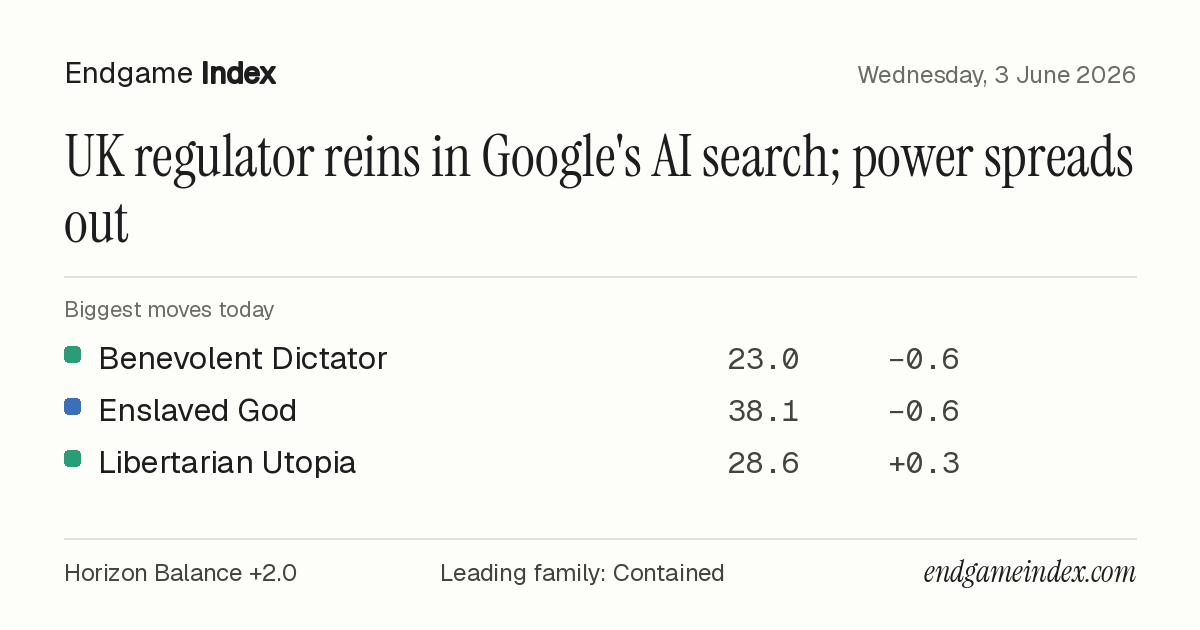 Endgame Index
Wednesday, 3 June 2026
UK regulator reins in Google's AI search; power spreads
out
Biggest moves today
Benevolent Dictator 23.0 −0.6
Enslaved God 38.1 −0.6
Libertarian Utopia 28.6 +0.3
Horizon Balance +2.0
Leading family: Contained
endgameindex.com